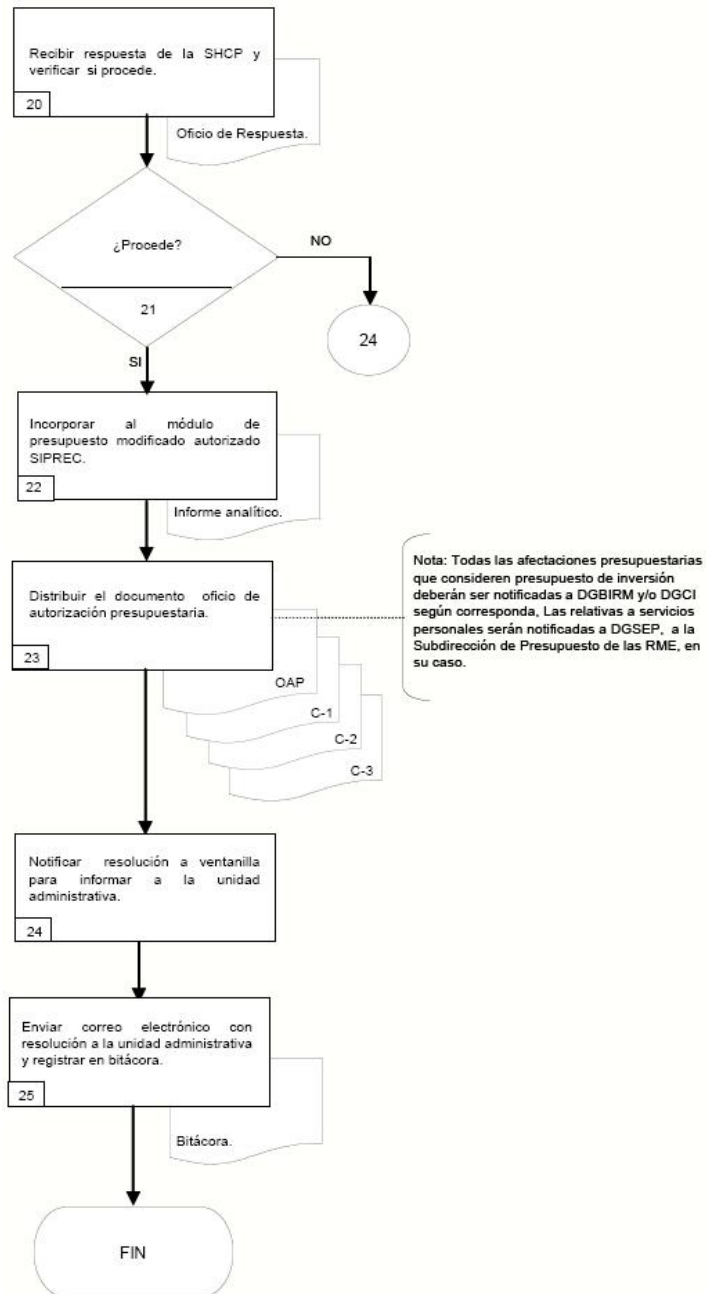 Recibir respuesta de la SHCP y
verificar si procede.
20
Oficio de Respuesta.
¿Procede?
21
NO
24
SI
Incorporar al módulo de
presupuesto modificado autorizado
SIPREC.
22
Informe analítico.
Distribuir el documento oficio de
autorización presupuestaria.
23
OAP
C-1
C-2
C-3
Nota: Todas las afectaciones presupuestarias
que consideren presupuesto de inversión
deberán ser notificadas a DGBIRM y/o DGCI
según corresponda, Las relativas a servicios
personales serán notificadas a DGSEP, a la
Subdirección de Presupuesto de las RME, en
su caso.
Notificar resolución a ventanilla
para informar a la unidad
administrativa.
24
Enviar correo electrónico con
resolución a la unidad administrativa
y registrar en bitácora.
25
Bitácora.
FIN